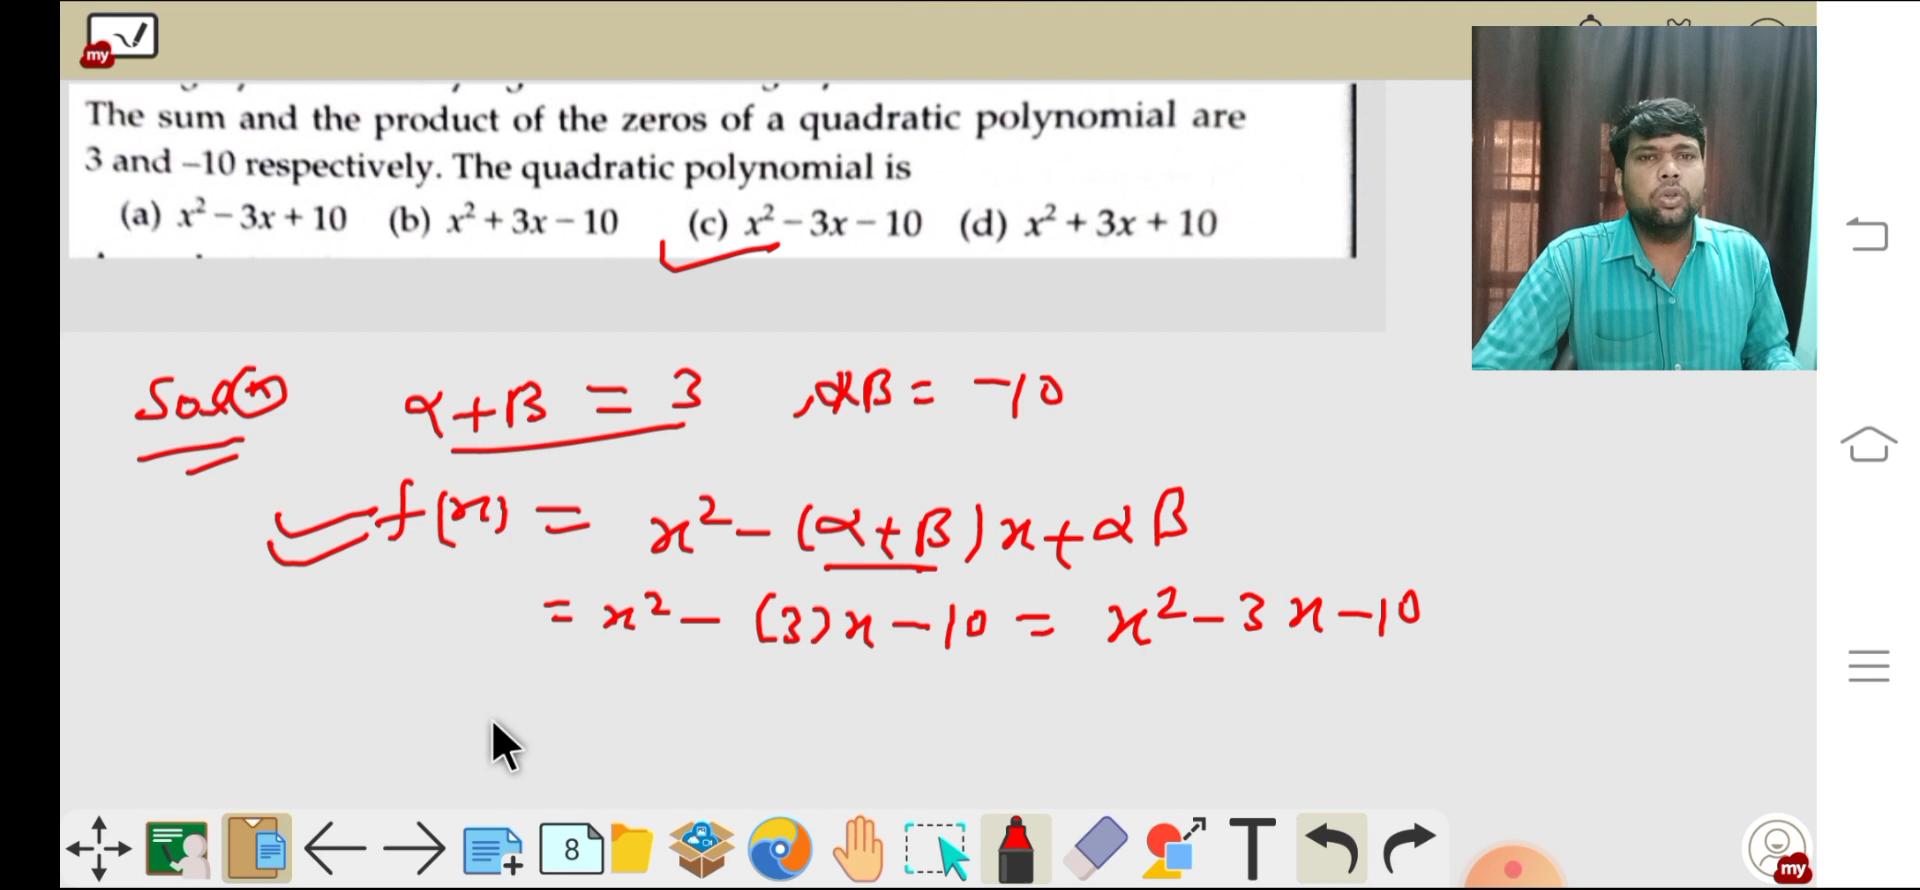 my
The sum and the product of the zeros of a quadratic polynomial are
3 and –10 respectively. The quadratic polynomial is
(a) x² – 3x + 10 (b) x² + 3x – 10 (c) x² – 3x – 10 (d) x² + 3x + 10
Sol(n) α+β = 3 , αβ = -10
f(x) = x² - (α+β)x + αβ
= x² - (3)x - 10 = x² - 3x - 10
8
T
my